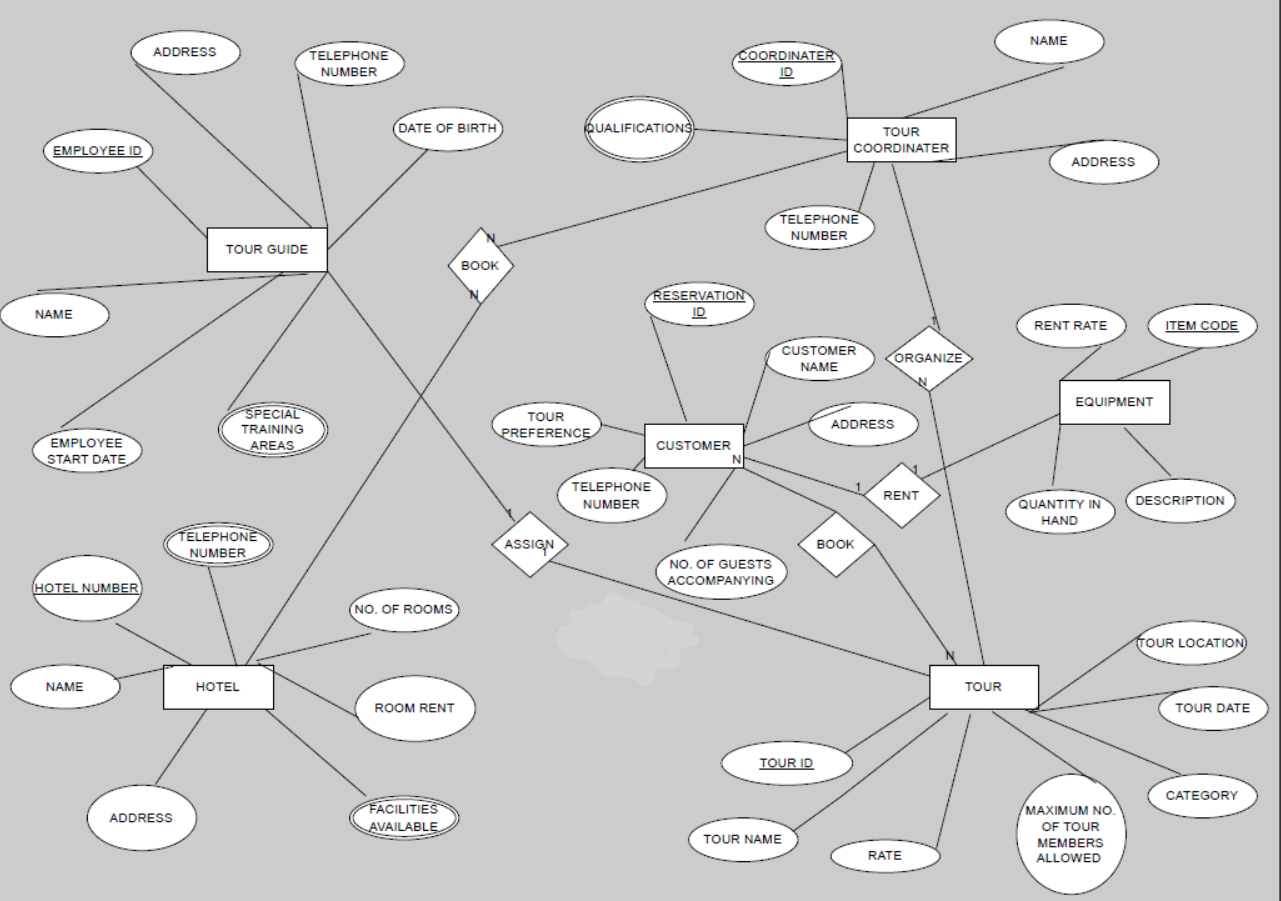 ADDRESS
TELEPHONE
NUMBER
DATE OF BIRTH
EMPLOYEE ID
TOUR GUIDE
NAME
EMPLOYEE
START DATE
SPECIAL
TRAINING
AREAS
COORDINATER
ID
NAME
QUALIFICATIONS
TOUR
COORDINATER
ADDRESS
TELEPHONE
NUMBER
N
BOOK
N
RESERVATION
ID
CUSTOMER
NAME
TOUR
PREFERENCE
ADDRESS
CUSTOMER
N
TELEPHONE
NUMBER
NO. OF GUESTS
ACCOMPANYING
1
ORGANIZE
N
RENT RATE
ITEM CODE
EQUIPMENT
QUANTITY IN
HAND
DESCRIPTION
1
1
RENT
BOOK
N
1
ASSIGN
1
TELEPHONE
NUMBER
HOTEL NUMBER
NO. OF ROOMS
NAME
HOTEL
ROOM RENT
ADDRESS
FACILITIES
AVAILABLE
TOUR
TOUR LOCATION
TOUR DATE
TOUR ID
CATEGORY
MAXIMUM NO.
OF TOUR
MEMBERS
ALLOWED
TOUR NAME
RATE